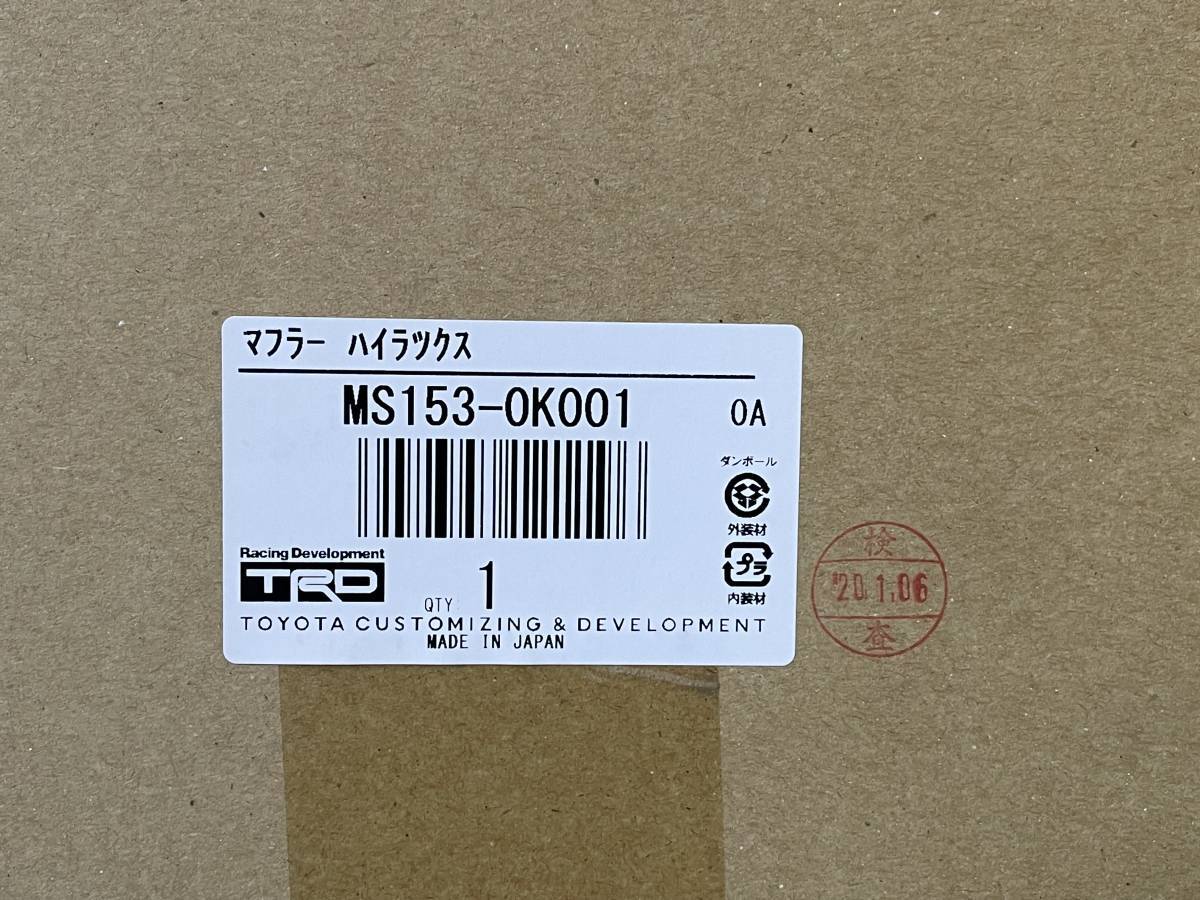 マフラー ハイラツクス
MS153-0K001 0A
ダンボール
外装材
プラ
内装材
Racing Development
TRD
QTY 1
TOYOTA CUSTOMIZING & DEVELOPMENT
MADE IN JAPAN
検
'20.1.06
査